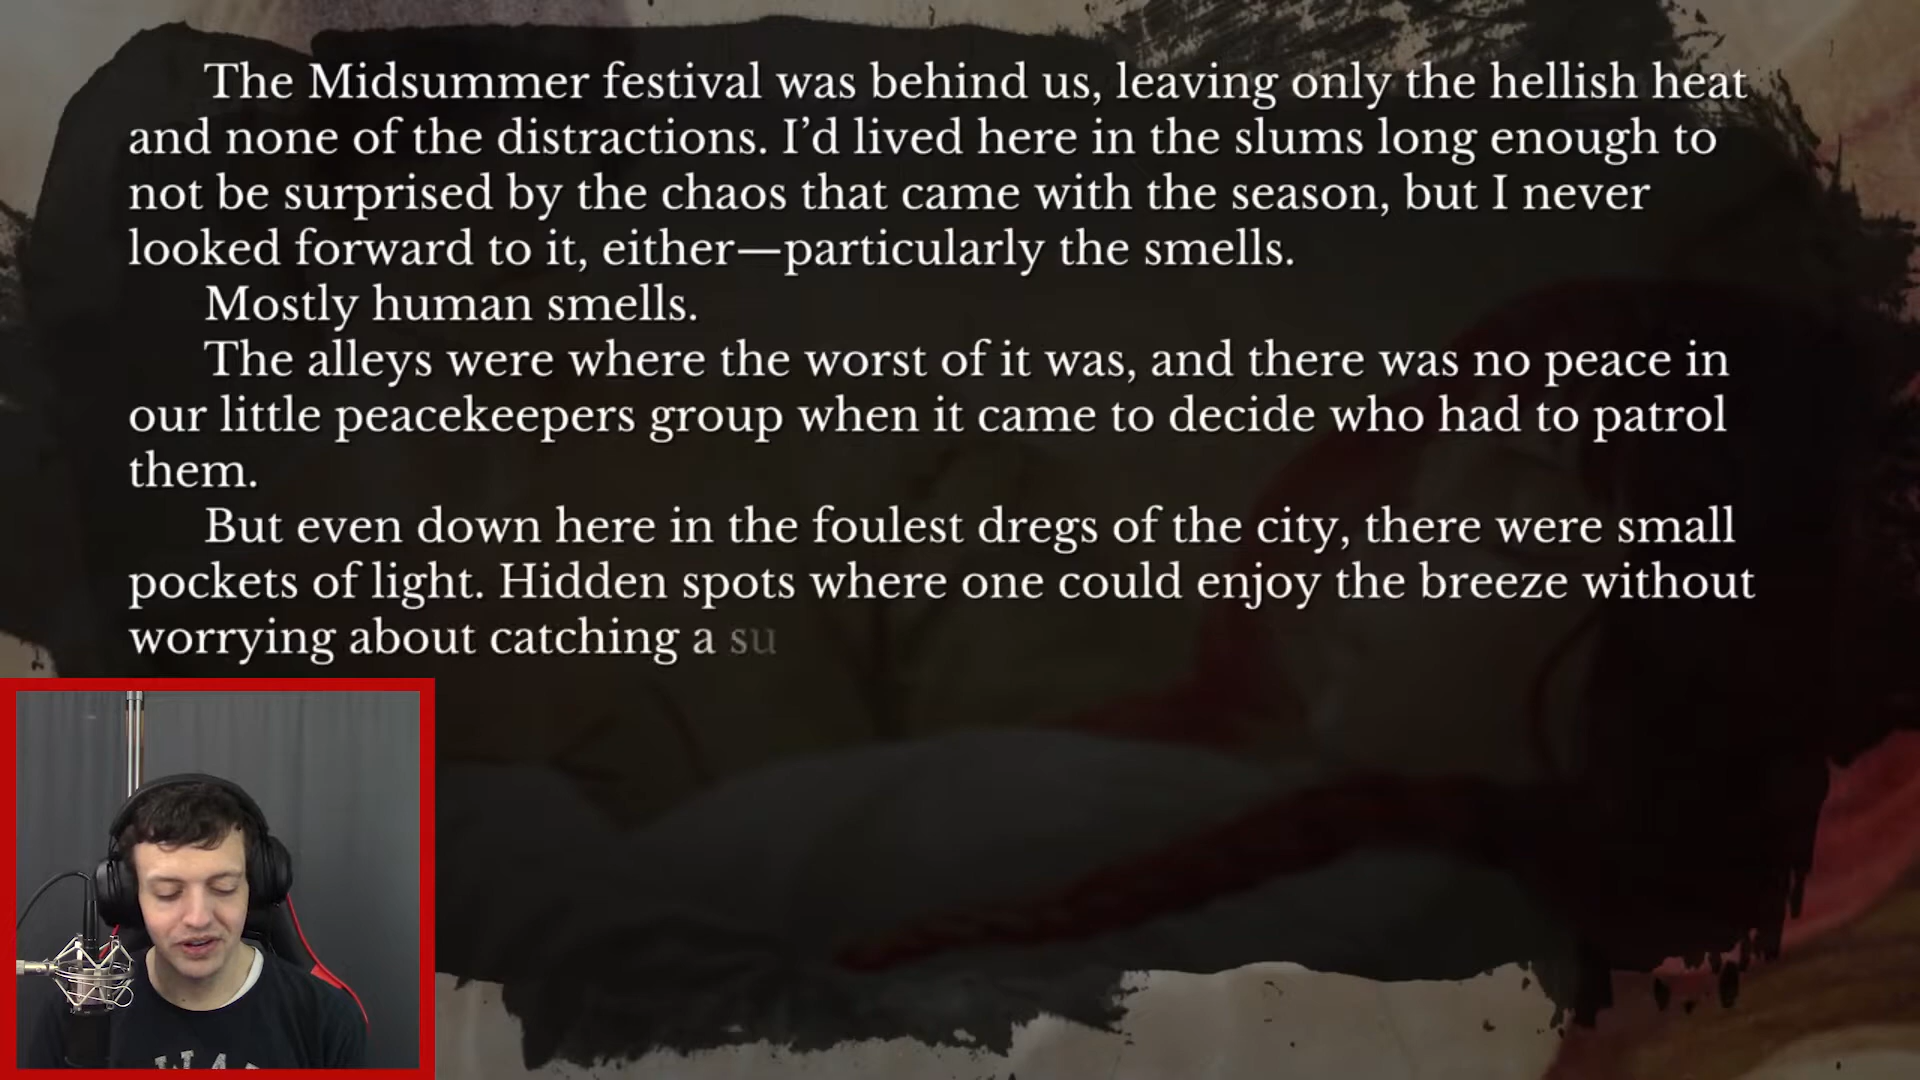 The Midsummer festival was behind us, leaving only the hellish heat
and none of the distractions. I’d lived here in the slums long enough to
not be surprised by the chaos that came with the season, but I never
looked forward to it, either—particularly the smells.
Mostly human smells.
The alleys were where the worst of it was, and there was no peace in
our little peacekeepers group when it came to decide who had to patrol
them.
But even down here in the foulest dregs of the city, there were small
pockets of light. Hidden spots where one could enjoy the breeze without
worrying about catching a su